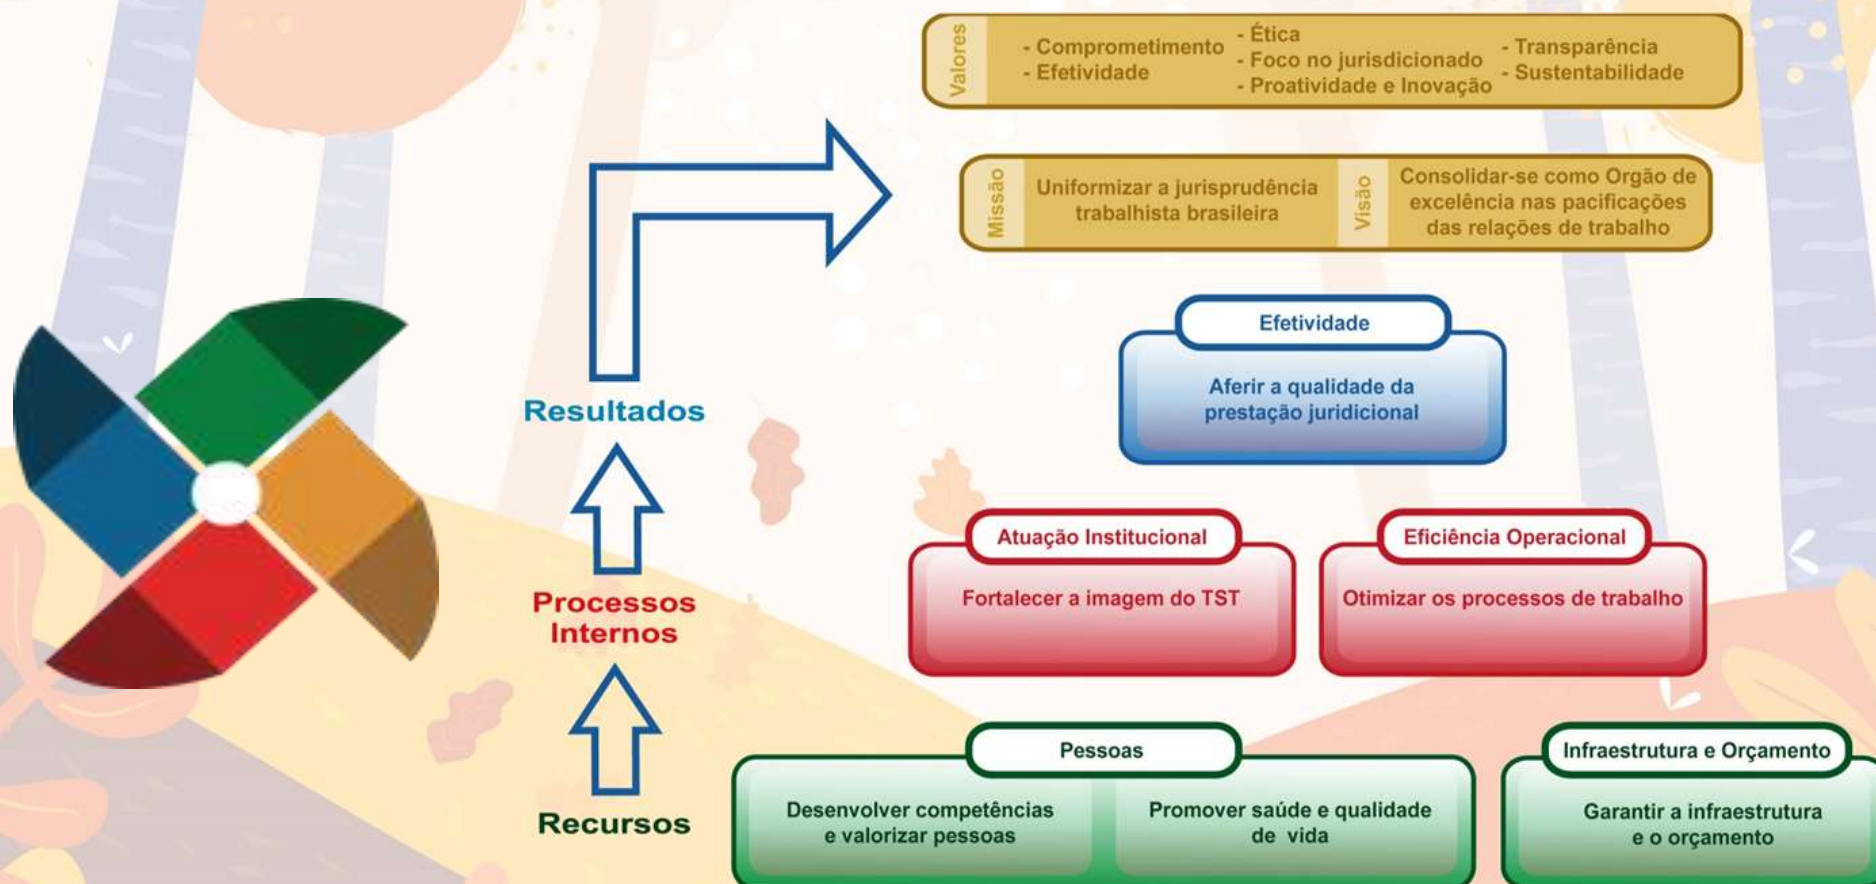 Valores
- Comprometimento
- Efetividade
- Ética
- Foco no jurisdicionado
- Proatividade e Inovação
- Transparência
- Sustentabilidade
Missão
Uniformizar a jurisprudência
trabalhista brasileira
Visão
Consolidar-se como Orgão de
excelência nas pacificações
das relações de trabalho
Resultados
Efetividade
Aferir a qualidade da
prestação juridicional
Processos
Internos
Atuação Institucional
Fortalecer a imagem do TST
Eficiência Operacional
Otimizar os processos de trabalho
Recursos
Pessoas
Desenvolver competências
e valorizar pessoas
Promover saúde e qualidade
de vida
Infraestrutura e Orçamento
Garantir a infraestrutura
e o orçamento